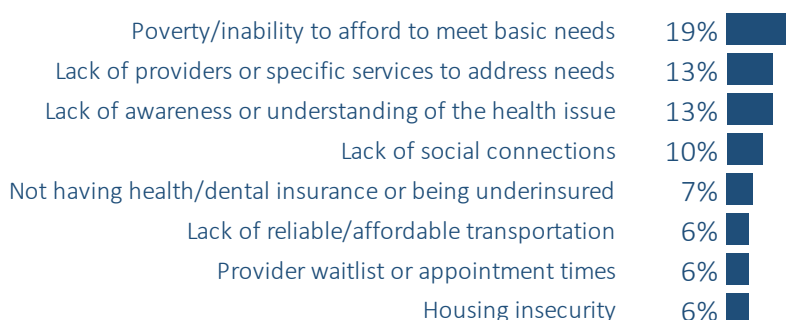 Poverty/inability to afford to meet basic needs 19%
Lack of providers or specific services to address needs 13%
Lack of awareness or understanding of the health issue 13%
Lack of social connections 10%
Not having health/dental insurance or being underinsured 7%
Lack of reliable/affordable transportation 6%
Provider waitlist or appointment times 6%
Housing insecurity 6%